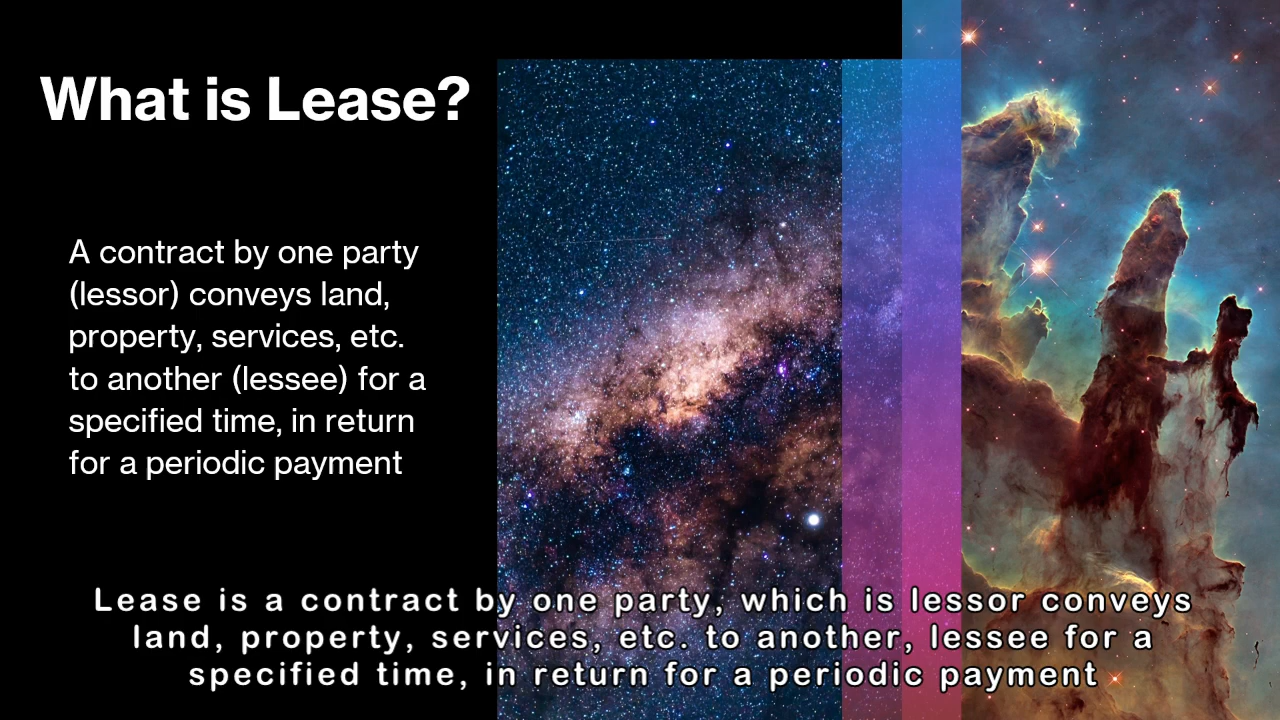 What is Lease?
A contract by one party
(lessor) conveys land,
property, services, etc.
to another (lessee) for a
specified time, in return
for a periodic payment
Lease is a contract by one party, which is lessor conveys
land, property, services, etc. to another, lessee for a
specified time, in return for a periodic payment